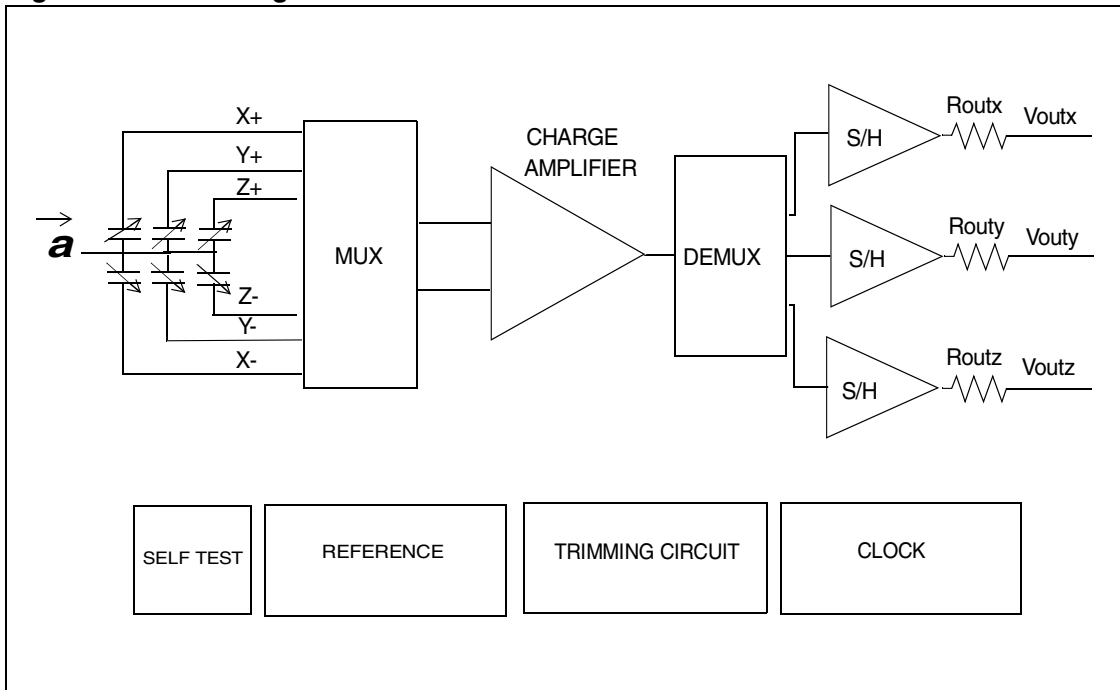 X+
Y+
Z+
a
Z-
Y-
X-
MUX
CHARGE
AMPLIFIER
DEMUX
S/H
Routx
Voutx
S/H
Routy
Vouty
S/H
Routz
Voutz
SELF TEST
REFERENCE
TRIMMING CIRCUIT
CLOCK